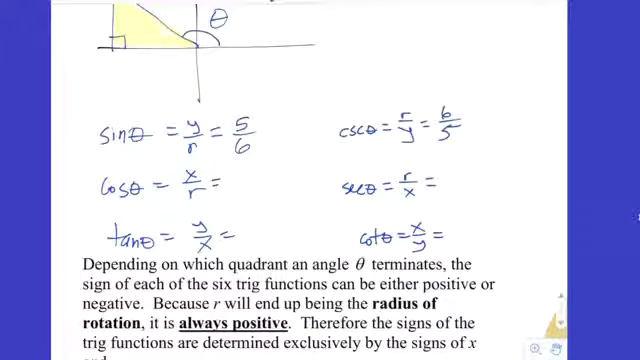 θ
sinθ = y/r = 5/6
cscθ = r/y = 6/5
cosθ = x/r =
secθ = r/x =
tanθ = y/x =
cotθ = x/y =
Depending on which quadrant an angle θ terminates, the
sign of each of the six trig functions can be either positive or
negative. Because r will end up being the radius of
rotation, it is always positive. Therefore the signs of the
trig functions are determined exclusively by the signs of x
and